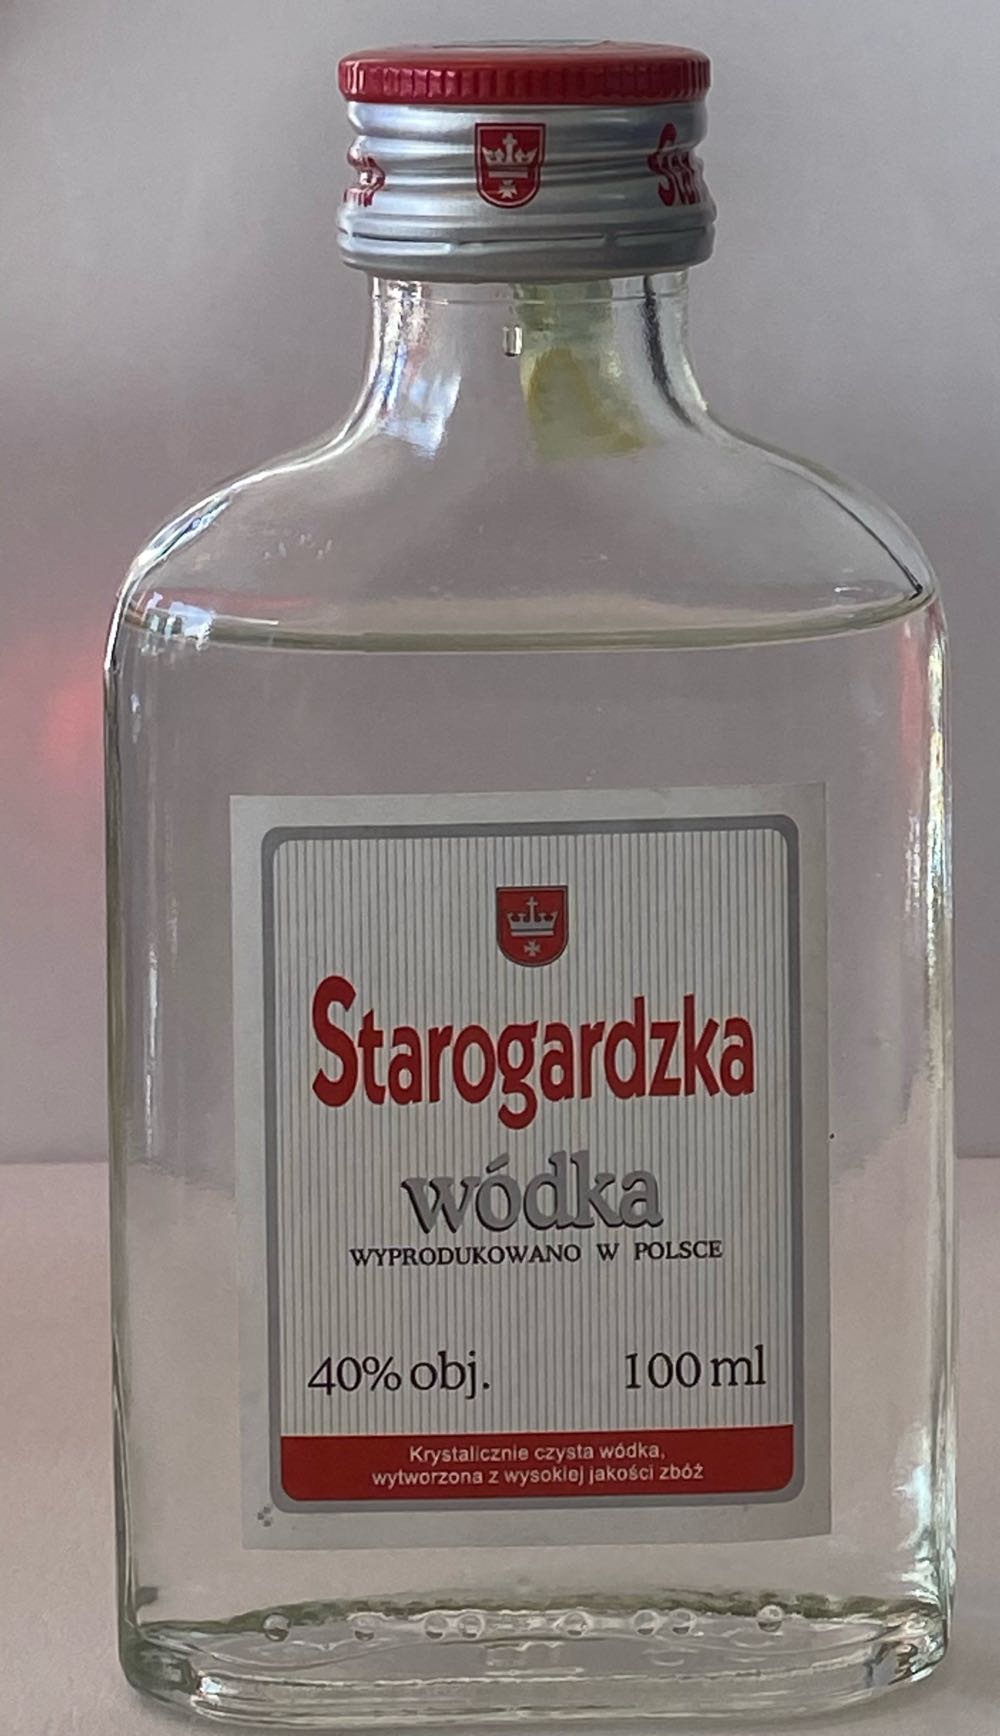 Starogardzka
wódka
WYPRODUKOWANO W POLSCE
40% obj. 100 ml
Krystalicznie czysta wódka,
wytworzona z wysokiej jakości zbóż